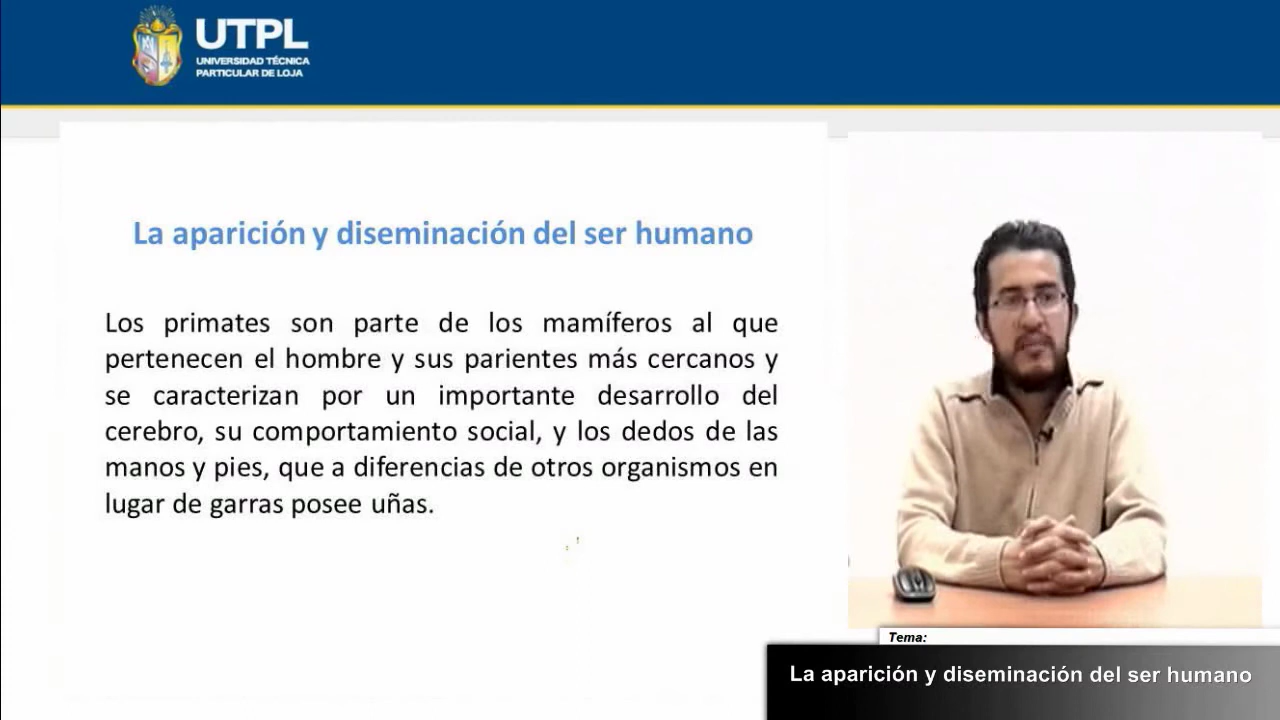 UTPL
UNIVERSIDAD TÉCNICA
PARTICULAR DE LOJA
La aparición y diseminación del ser humano
Los primates son parte de los mamíferos al que
pertenecen el hombre y sus parientes más cercanos y
se caracterizan por un importante desarrollo del
cerebro, su comportamiento social, y los dedos de las
manos y pies, que a diferencias de otros organismos en
lugar de garras posee uñas.
Tema:
La aparición y diseminación del ser humano